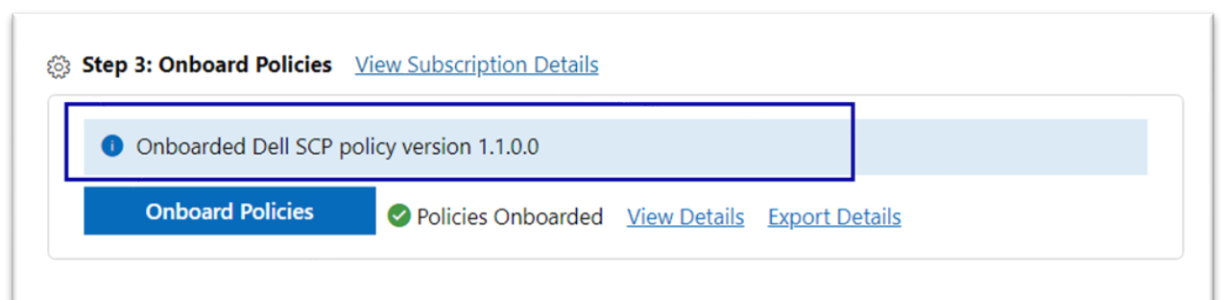 Step 3: Onboard Policies View Subscription Details
Onboarded Dell SCP policy version 1.1.0.0
Onboard Policies Policies Onboarded View Details Export Details